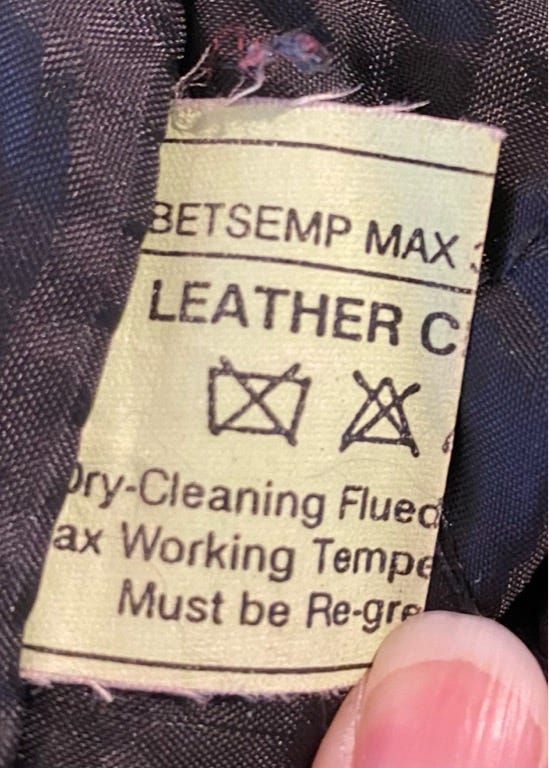 BETSEMP MAX
LEATHER C
Dry-Cleaning Flued
ax Working Tempe
Must be Re-gre